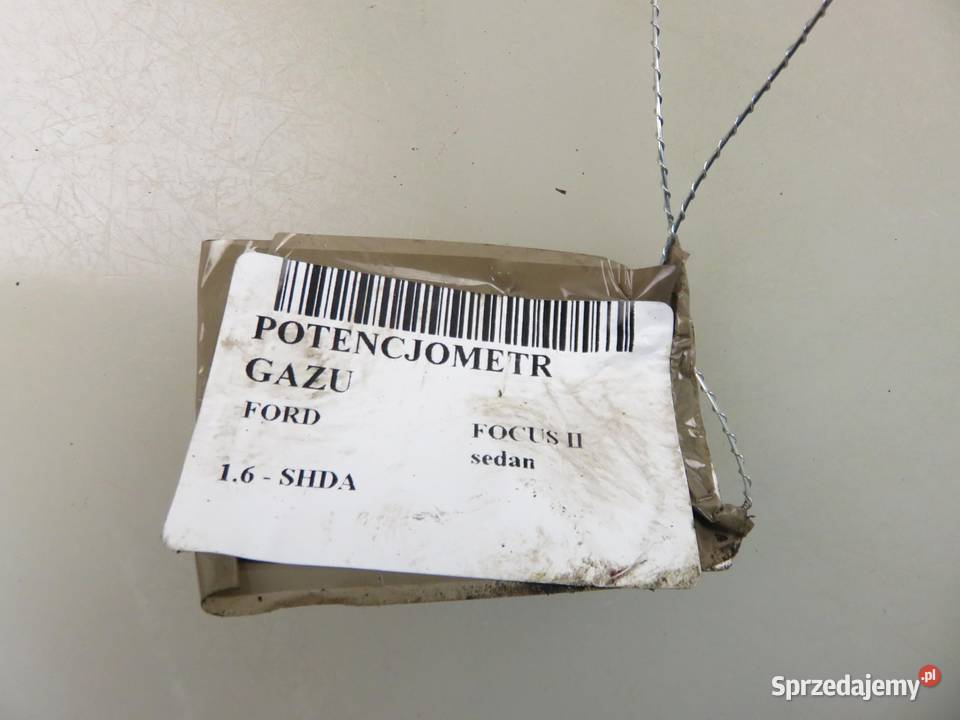 POTENCJOMETR
GAZU
FORD
FOCUS II
sedan
1.6 - SHDA
Sprzedajemy.pl